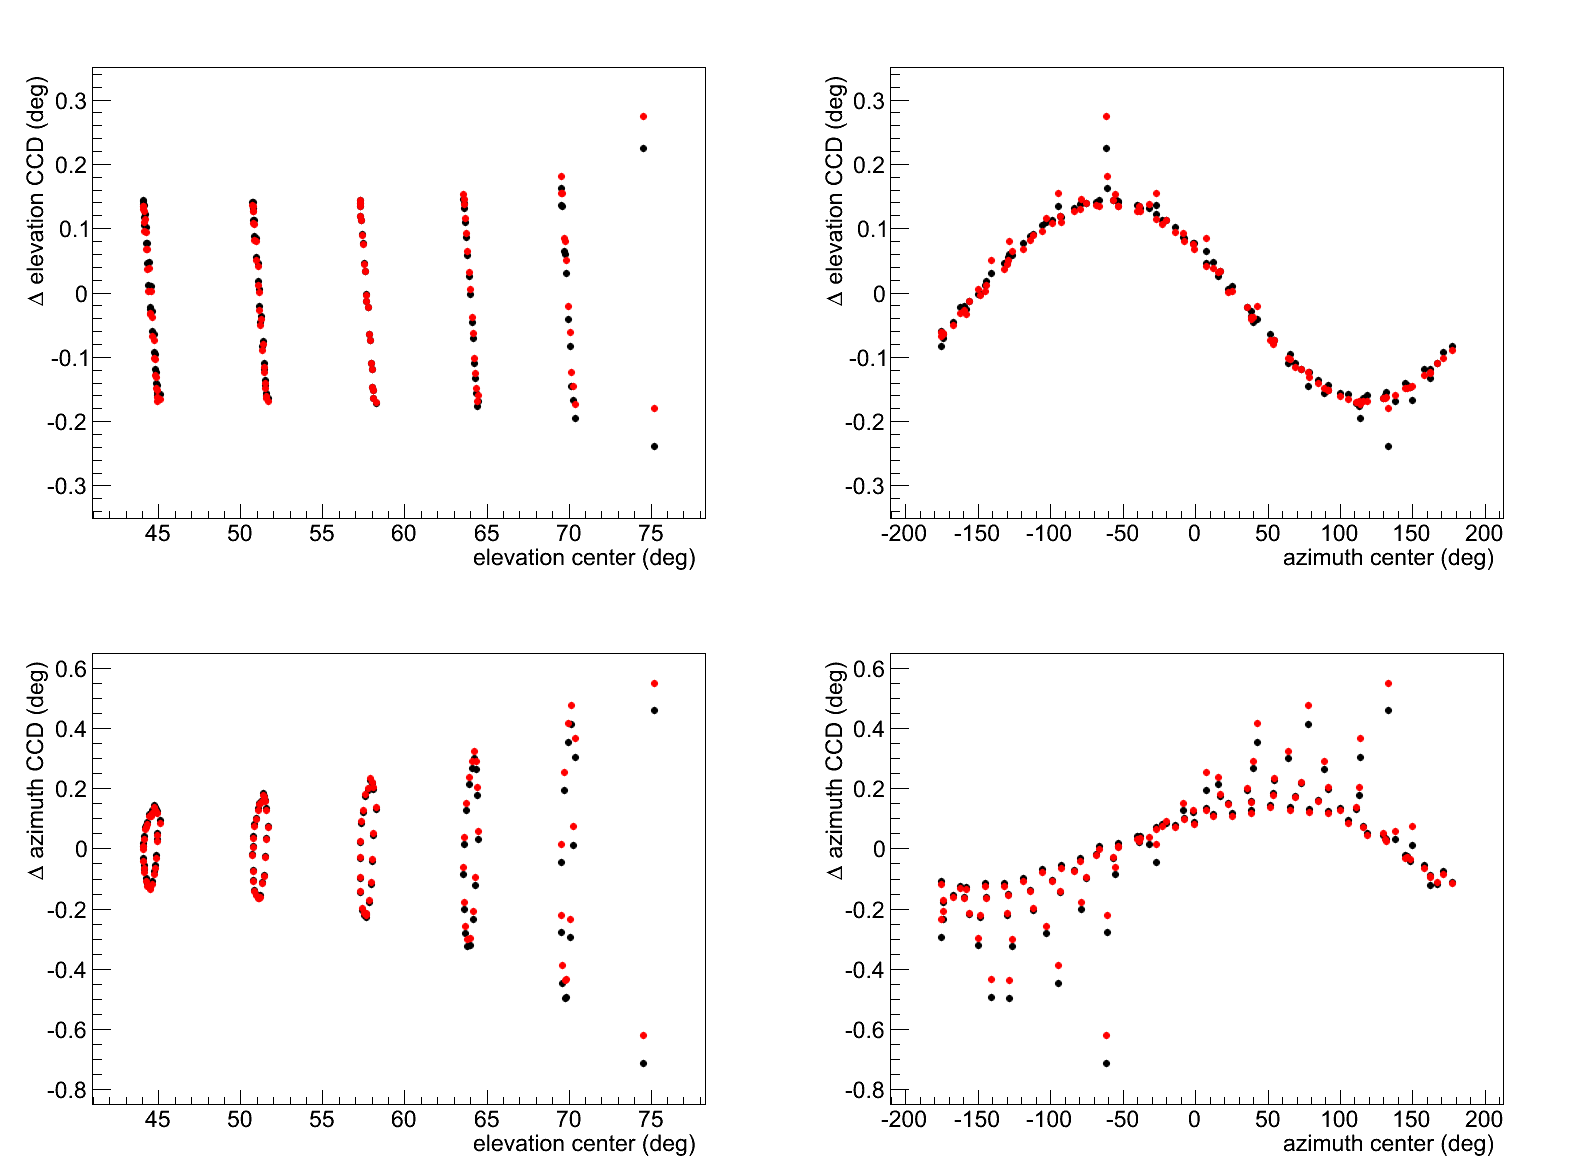 Δ elevation CCD (deg)
0.3
0.2
0.1
0
-0.1
-0.2
-0.3
45 50 55 60 65 70 75
elevation center (deg)
Δ elevation CCD (deg)
0.3
0.2
0.1
0
-0.1
-0.2
-0.3
-200 -150 -100 -50 0 50 100 150 200
azimuth center (deg)
Δ azimuth CCD (deg)
0.6
0.4
0.2
0
-0.2
-0.4
-0.6
-0.8
45 50 55 60 65 70 75
elevation center (deg)
Δ azimuth CCD (deg)
0.6
0.4
0.2
0
-0.2
-0.4
-0.6
-0.8
-200 -150 -100 -50 0 50 100 150 200
azimuth center (deg)